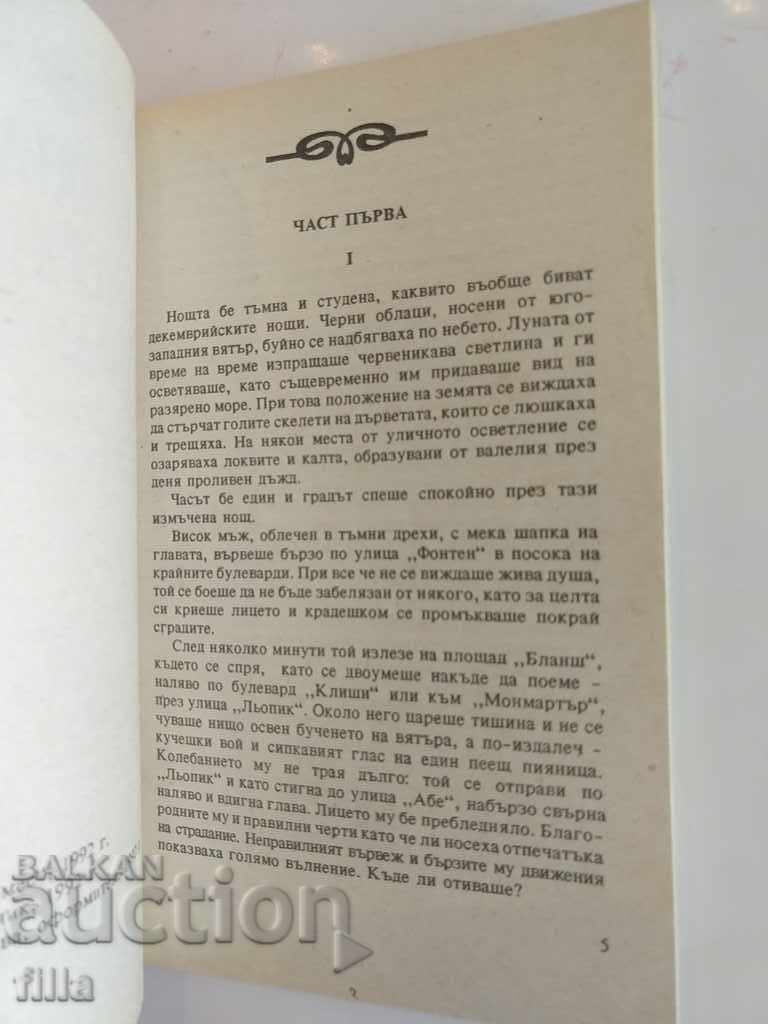 ЧАСТ ПЪРВА
I
Нощта бе тъмна и студена, каквито въобще биват
декемврийските нощи. Черни облаци, носени от юго-
западния вятър, буйно се надбягваха по небето. Луната от
време на време изпращаше червеникава светлина и ги
осветяваше, като същевременно им придаваше вид на
разярено море. При това положение на земята се виждаха
да стърчат голите скелети на дърветата, които се люшкаха
и трещяха. На някои места от уличното осветление се
озаряваха локвите и калта, образувани от валелия през
деня проливен дъжд.
Часът бе един и градът спеше спокойно през тази
измъчена нощ.
Висок мъж, облечен в тъмни дрехи, с мека шапка на
главата, вървеше бързо по улица „Фонтен“ в посока на
крайните булеварди. При все че не се виждаше жива душа,
той се боеше да не бъде забелязан от някого, като за целта
си криеше лицето и крадешком се промъкваше покрай
сградите.
След няколко минути той излезе на площад „Бланш“,
където се спря, като се двоумеше накъде да поеме -
наляво по булевард „Клиши“ или към „Монмартър“,
през улица „Льопик“. Около него цареше тишина и не се
чуваше нищо освен бученето на вятъра, а по-издалеч -
кучешки вой и сипкавият глас на един пеещ пияница.
Колебанието му не трая дълго: той се отправи по
„Льопик“ и като стигна до улица „Абе“, набързо свърна
наляво и вдигна глава. Лицето му бе пребледняло. Благо-
родните му и правилни черти като че ли носеха отпечатъка
на страдание. Неправилният вървеж и бързите му движения
показваха голямо вълнение. Къде ли отиваше?
5
BALKAN
auction
filla